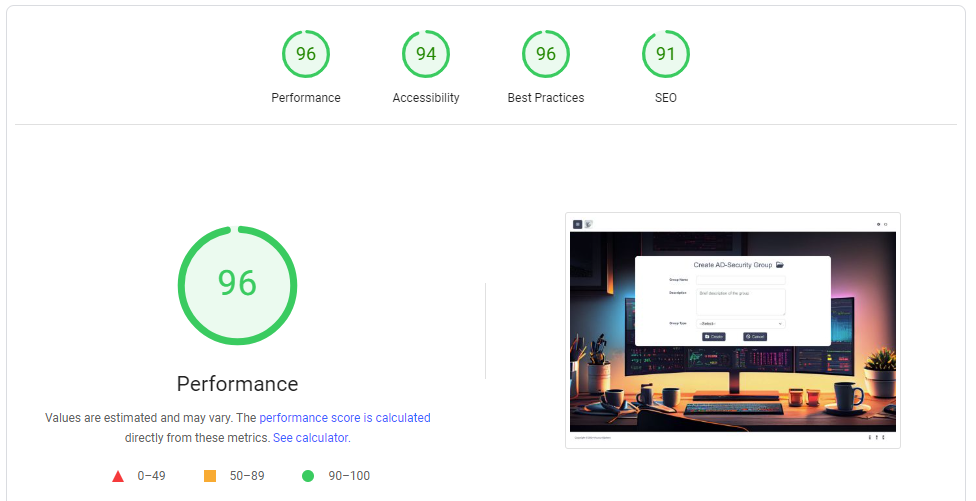 96
94
96
91
Performance
Accessibility
Best Practices
SEO
96
Performance
Values are estimated and may vary. The performance score is calculated
directly from these metrics. See calculator.
0–49
50–89
90–100
Create AD-Security Group
Group Name
Description
Brief description of the group
Group Type
--Select--
Create
Cancel